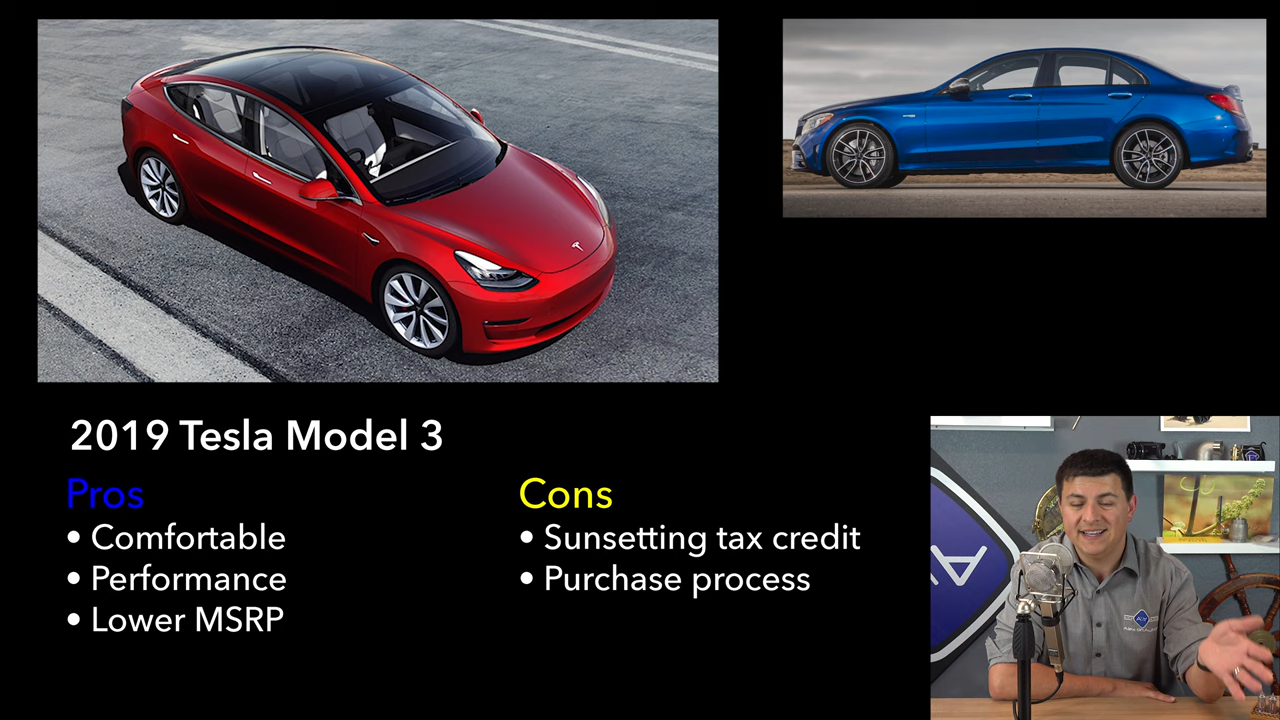 2019 Tesla Model 3
Pros
• Comfortable
• Performance
• Lower MSRP
Cons
• Sunsetting tax credit
• Purchase process